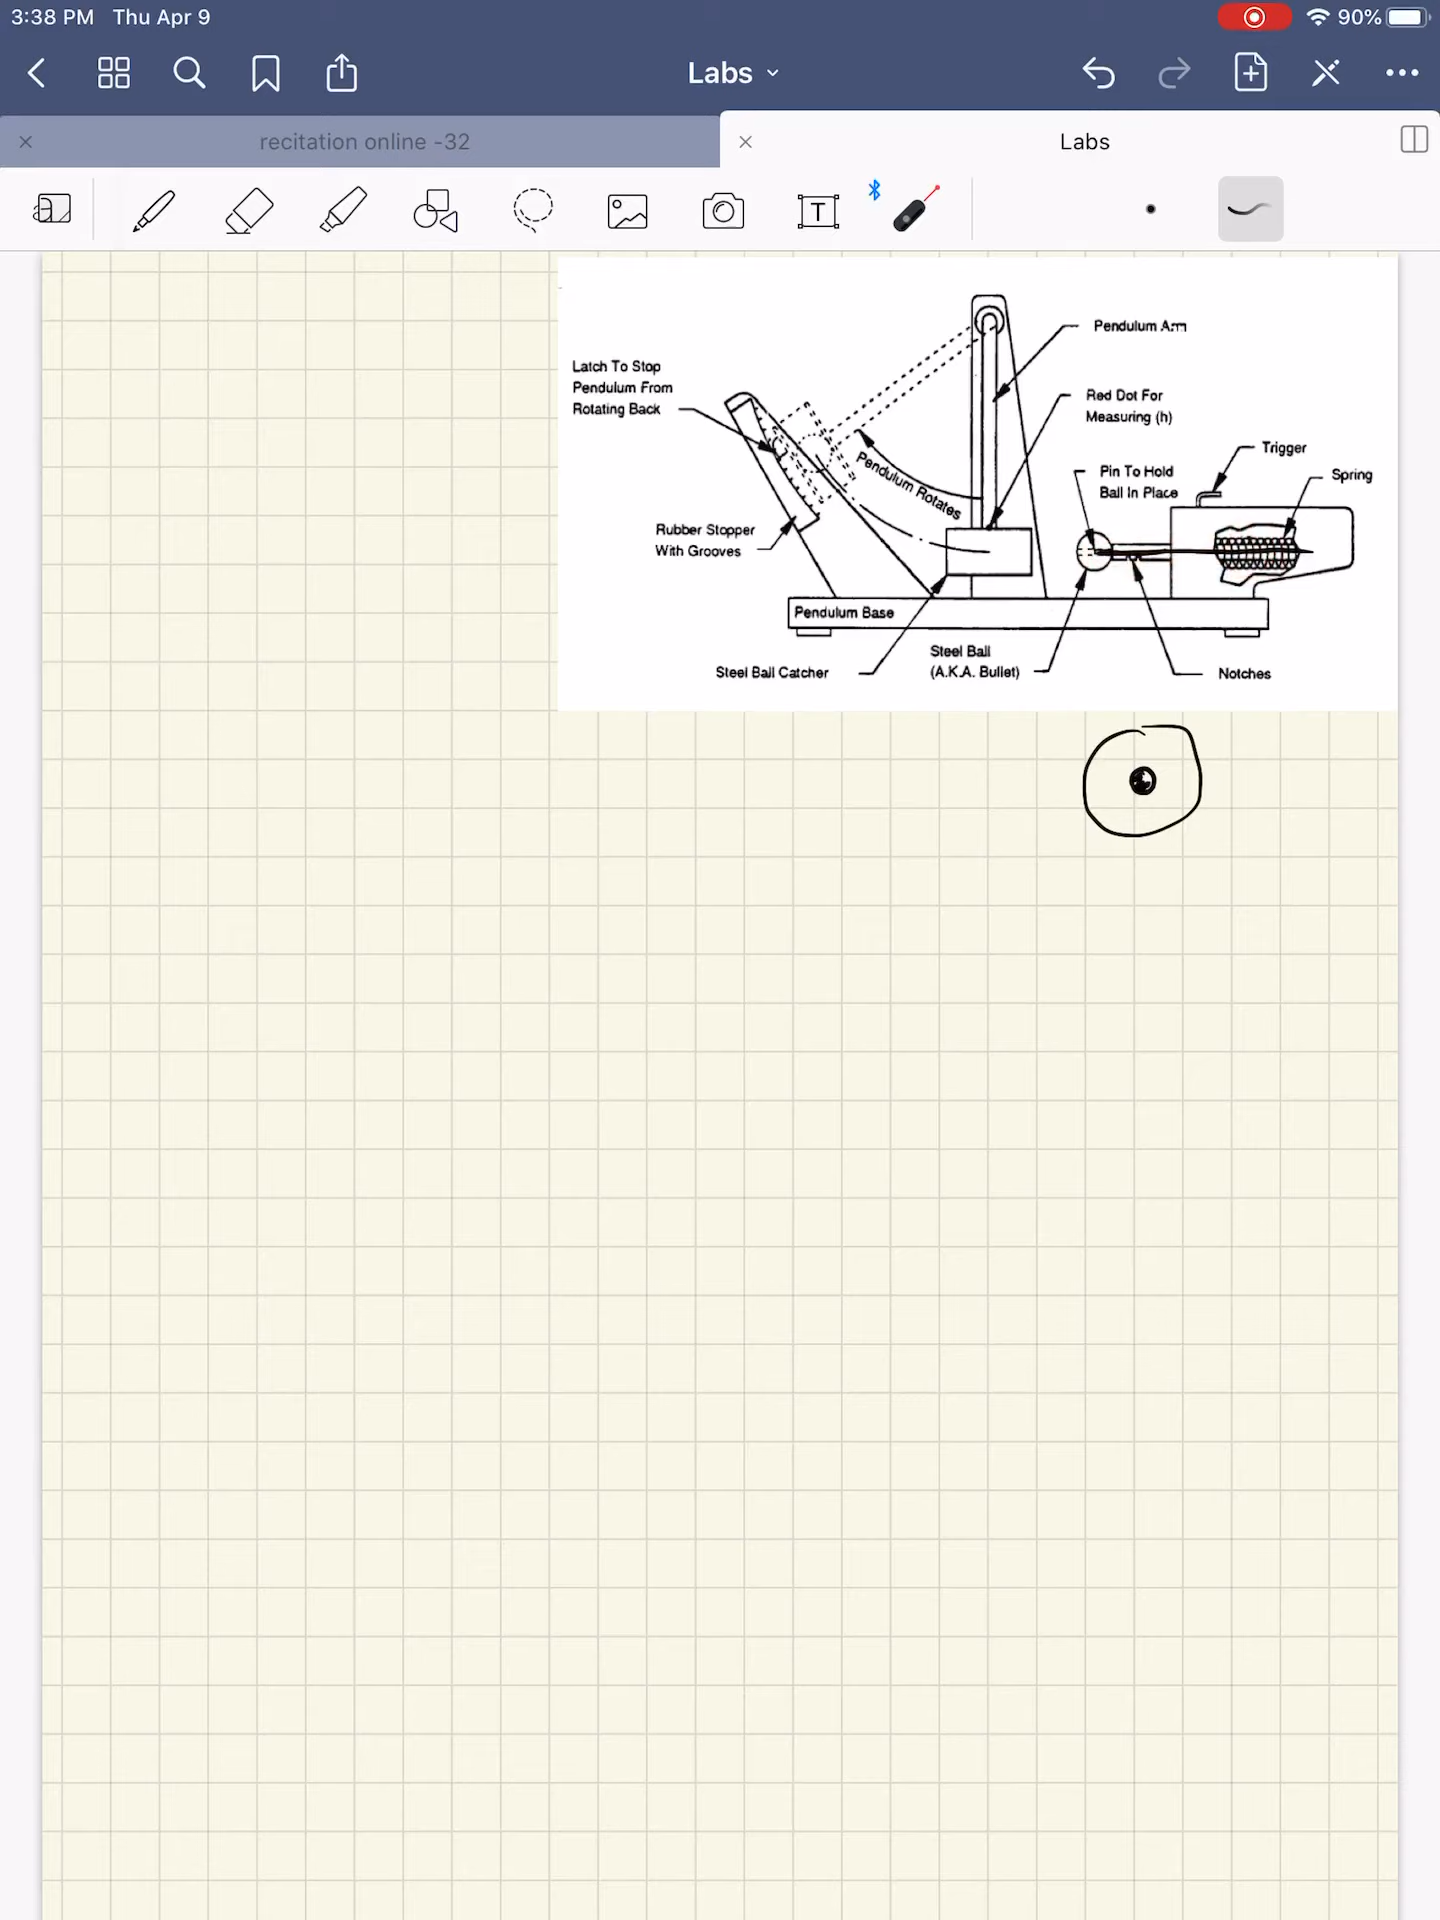 3:38 PM Thu Apr 9
90%
Labs
recitation online -32
Labs
T
Pendulum Arm
Latch To Stop
Pendulum From
Rotating Back
Red Dot For
Measuring (h)
Trigger
Pin To Hold
Ball In Place
Spring
Pendulum Rotates
Rubber Stopper
With Grooves
Pendulum Base
Steel Ball
(A.K.A. Bullet)
Steel Ball Catcher
Notches